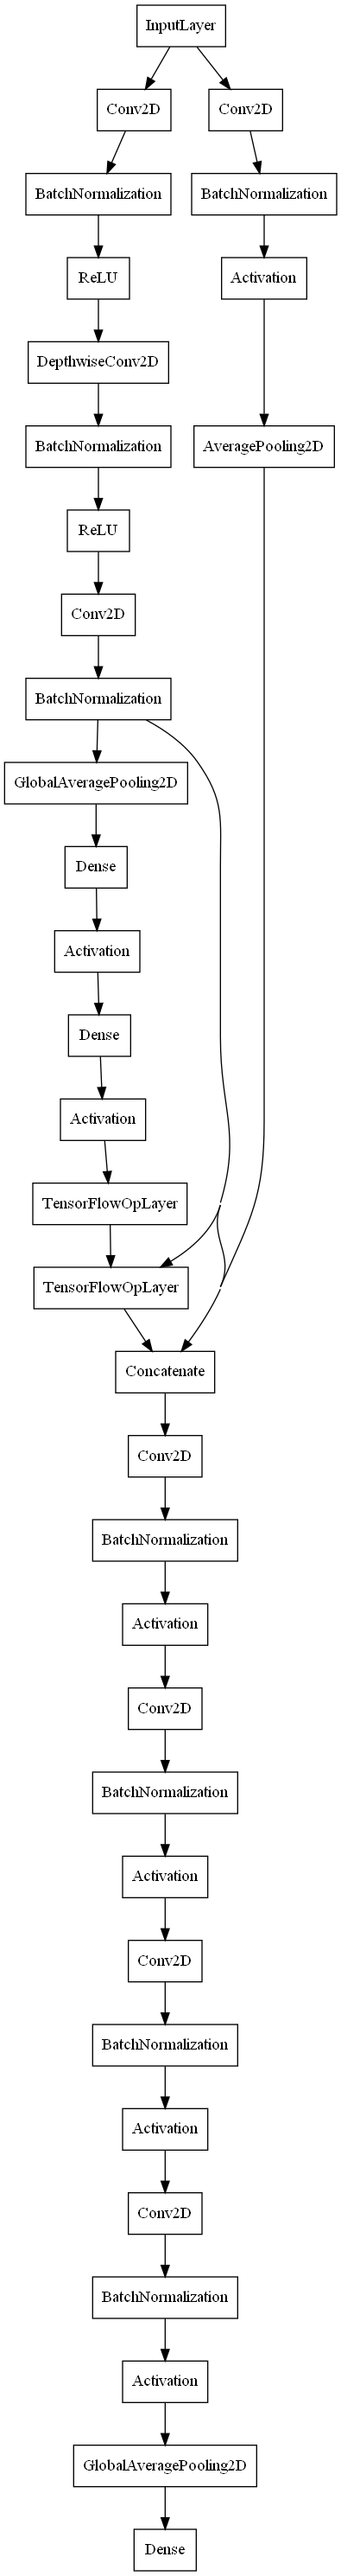 InputLayer
Conv2D
Conv2D
BatchNormalization
BatchNormalization
ReLU
Activation
DepthwiseConv2D
BatchNormalization
AveragePooling2D
ReLU
Conv2D
BatchNormalization
GlobalAveragePooling2D
Dense
Activation
Dense
Activation
TensorFlowOpLayer
TensorFlowOpLayer
Concatenate
Conv2D
BatchNormalization
Activation
Conv2D
BatchNormalization
Activation
Conv2D
BatchNormalization
Activation
Conv2D
BatchNormalization
Activation
GlobalAveragePooling2D
Dense